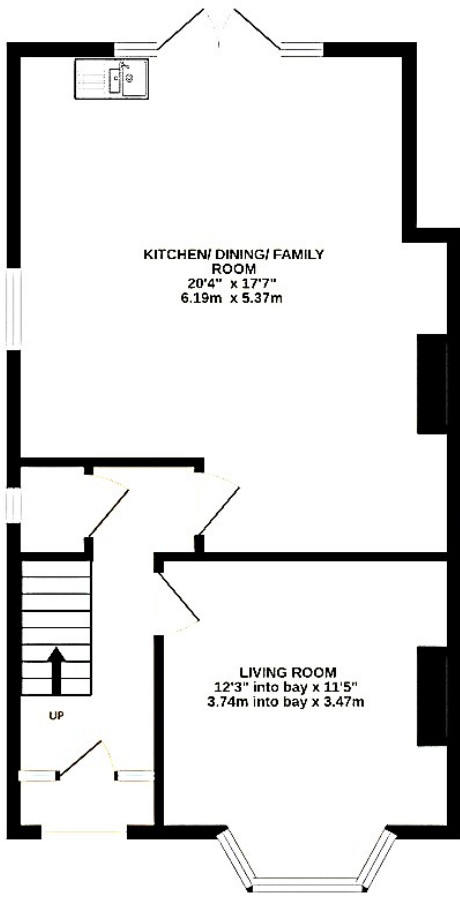 KITCHEN/ DINING/ FAMILY
ROOM
20'4" x 17'7"
6.19m x 5.37m
LIVING ROOM
12'3" into bay x 11'5"
3.74m into bay x 3.47m
UP